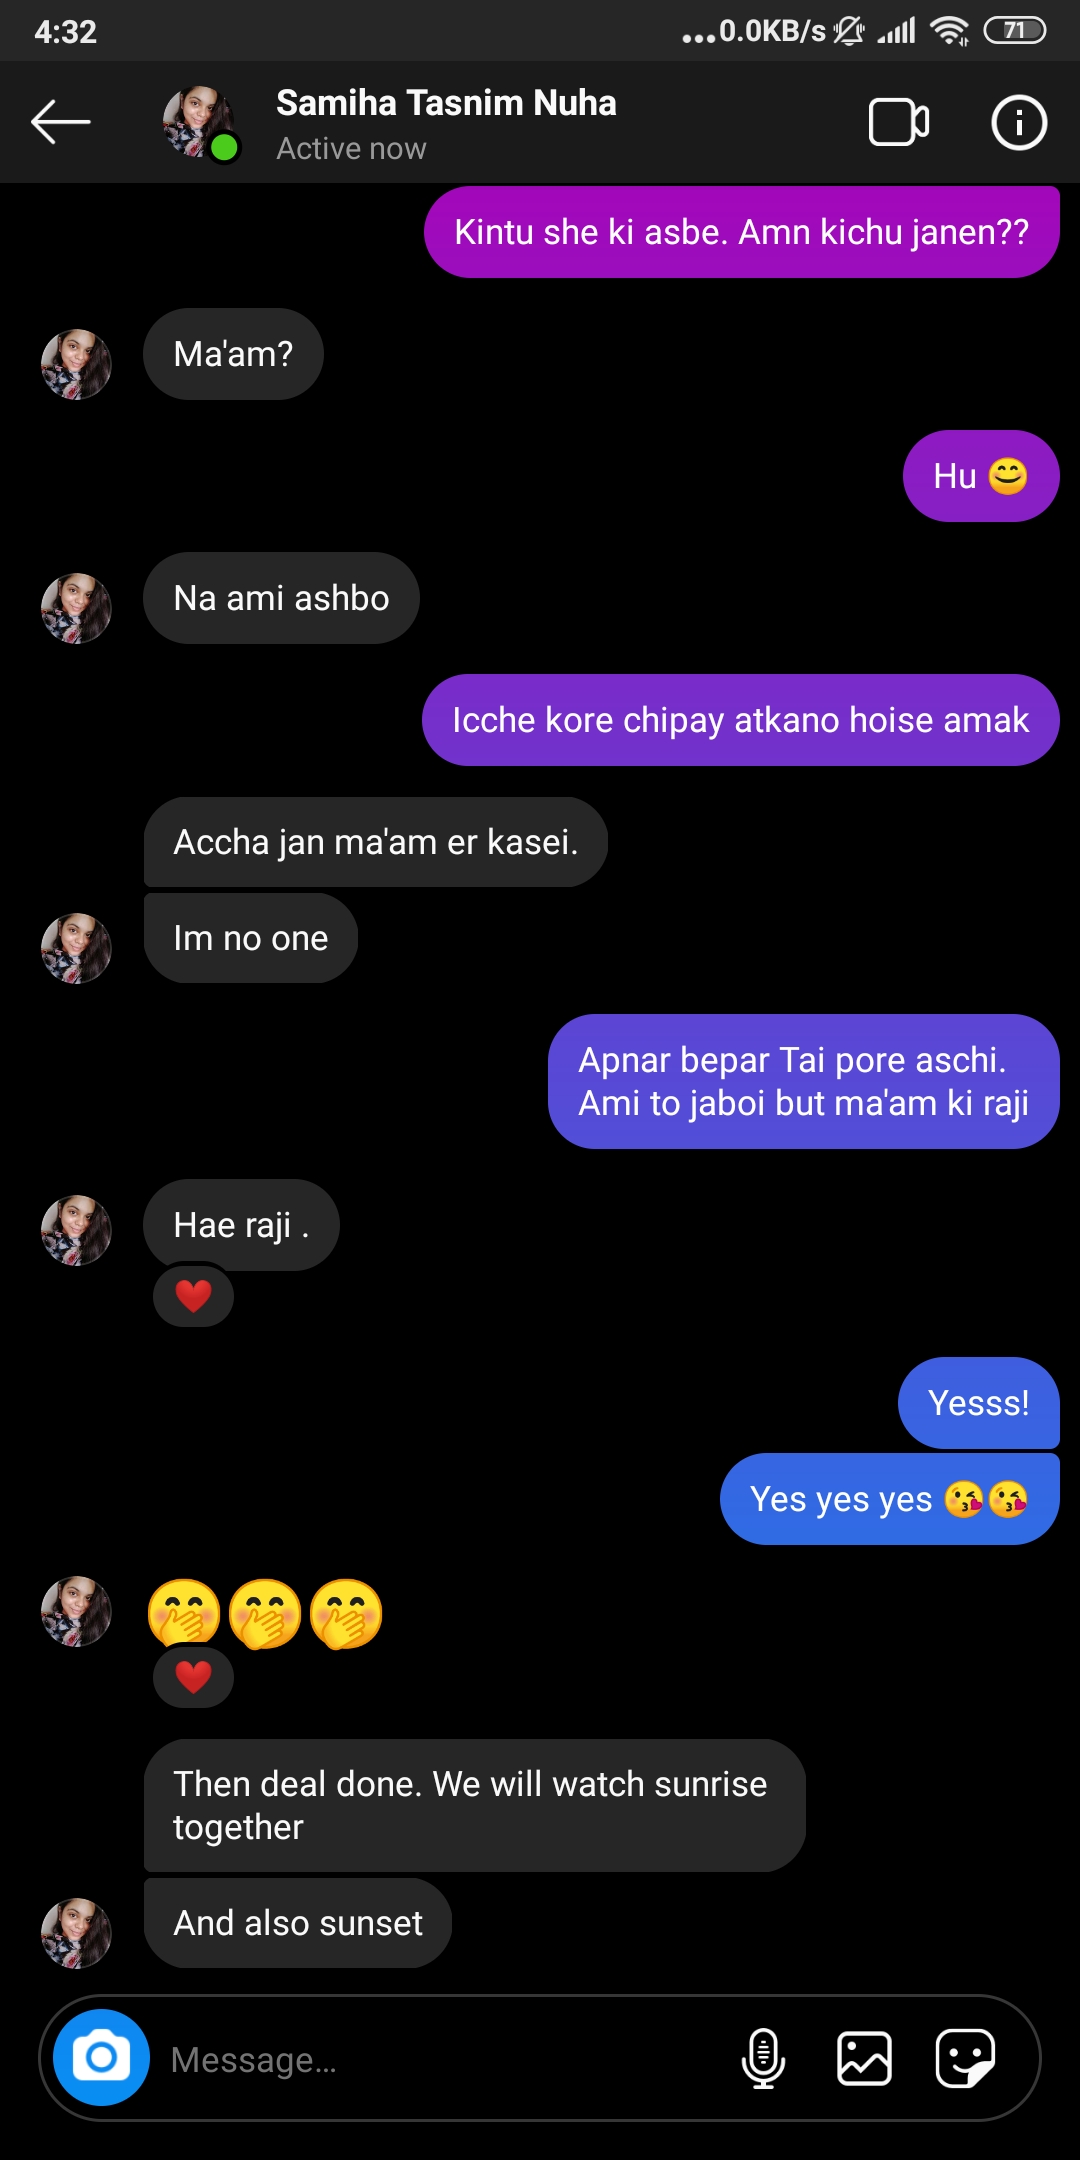 4:32
...0.0KB/s
71
Samiha Tasnim Nuha
Active now
Kintu she ki asbe. Amn kichu janen??
Ma'am?
Hu 😊
Na ami ashbo
Icche kore chipay atkano hoise amak
Accha jan ma'am er kasei.
Im no one
Apnar bepar Tai pore aschi.
Ami to jaboi but ma'am ki raji
Hae raji .
❤️
Yesss!
Yes yes yes 😘😘
🤭🤭🤭
❤️
Then deal done. We will watch sunrise
together
And also sunset
Message...